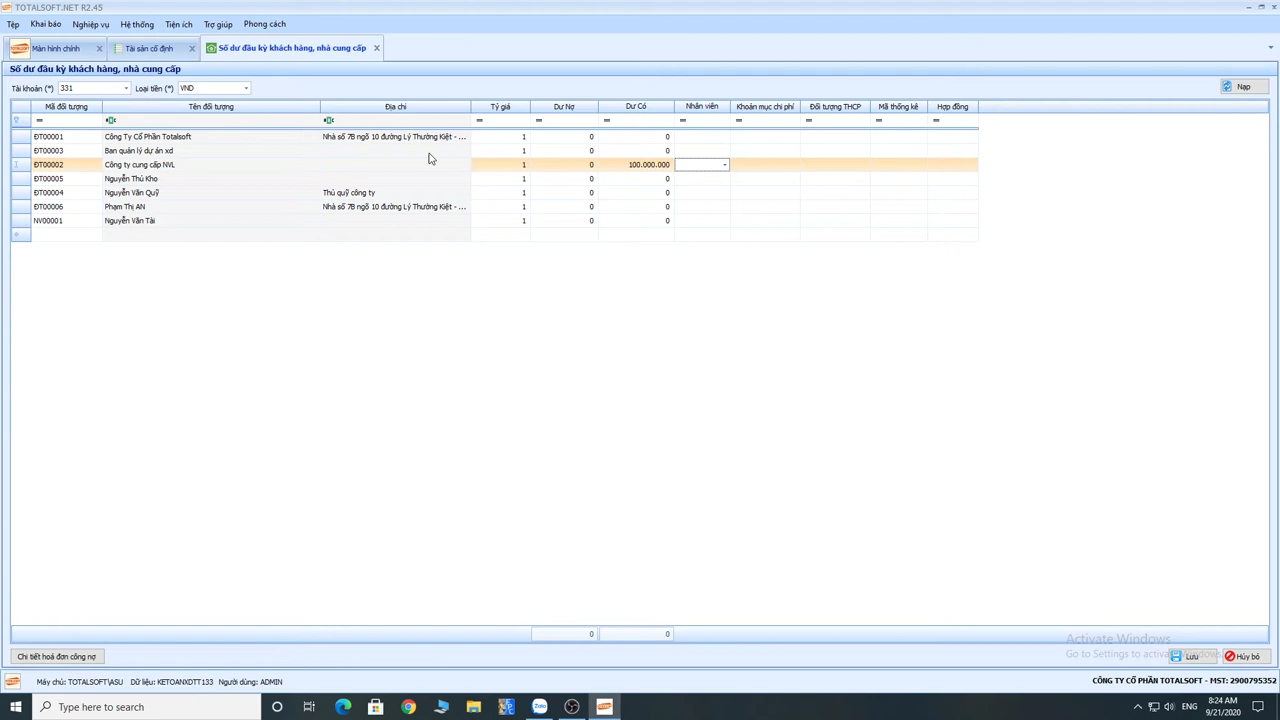 TOTALSOFT.NET R2.45
Tệp Khai báo Nghiệp vụ Hệ thống Tiện ích Trợ giúp Phong cách
Màn hình chính Tài sản cố định Số dư đầu kỳ khách hàng, nhà cung cấp
Số dư đầu kỳ khách hàng, nhà cung cấp
Tài khoản (*) 331 Loại tiền (*) VND Nạp
Mã đối tượng Tên đối tượng Địa chỉ Tỷ giá Dư Nợ Dư Có Nhân viên Khoản mục chi phí Đối tượng THCP Mã thống kê Hợp đồng
= = = = = = = = =
ĐT00001 Công Ty Cổ Phần Totalsoft Nhà số 7B ngõ 10 đường Lý Thường Kiệt - ... 1 0 0
ĐT00003 Ban quản lý dự án xd 1 0 0
ĐT00002 Công ty cung cấp NVL 1 0 100.000.000
ĐT00005 Nguyễn Thủ Kho 1 0 0
ĐT00004 Nguyễn Văn Quỹ Thủ quỹ công ty 1 0 0
ĐT00006 Phạm Thị AN Nhà số 7B ngõ 10 đường Lý Thường Kiệt - ... 1 0 0
NV00001 Nguyễn Văn Tài 1 0 0
0 0
Activate Windows
Go to Settings to activate
Chi tiết hoá đơn công nợ Lưu Hủy bỏ
Máy chủ: TOTALSOFT\ASU Dữ liệu: KETOANXDTT133 Người dùng: ADMIN CÔNG TY CỔ PHẦN TOTALSOFT - MST: 2900795352
Type here to search Zalo ENG 8:24 AM
9/21/2020